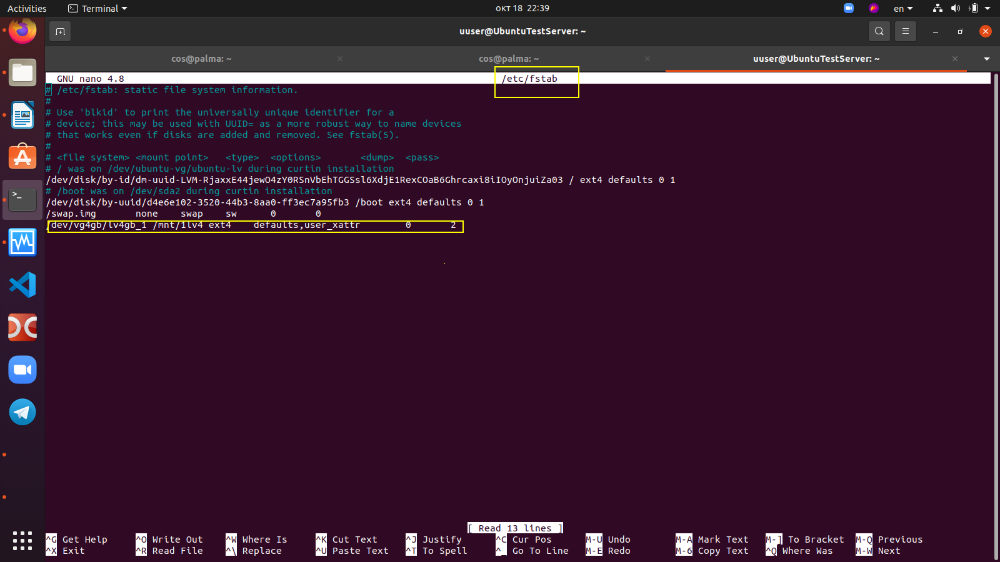 Activities Terminal окт 18 22:39 en
uuser@UbuntuTestServer: ~
cos@palma: ~ cos@palma: ~ uuser@UbuntuTestServer: ~
GNU nano 4.8 /etc/fstab
# /etc/fstab: static file system information.
#
# Use 'blkid' to print the universally unique identifier for a
# device; this may be used with UUID= as a more robust way to name devices
# that works even if disks are added and removed. See fstab(5).
#
# <file system> <mount point>   <type>  <options>       <dump>  <pass>
# / was on /dev/ubuntu-vg/ubuntu-lv during curtin installation
/dev/disk/by-id/dm-uuid-LVM-RjaxxE44jewO4zY0RSnVbEhTGGSsl6XdjE1RexCOaB6Ghrcaxi8iIOyOnjuiZa03 / ext4 defaults 0 1
# /boot was on /dev/sda2 during curtin installation
/dev/disk/by-uuid/d4e6e102-3520-44b3-8aa0-ff3ec7a95fb3 /boot ext4 defaults 0 1
/swap.img       none    swap    sw      0       0
/dev/vg4gb/lv4gb_1 /mnt/1lv4 ext4    defaults,user_xattr        0       2
[ Read 13 lines ]
^G Get Help ^O Write Out ^W Where Is ^K Cut Text ^J Justify ^C Cur Pos M-U Undo M-A Mark Text M-] To Bracket M-Q Previous
^X Exit ^R Read File ^\ Replace ^U Paste Text ^T To Spell ^_ Go To Line M-E Redo M-6 Copy Text ^Q Where Was M-W Next